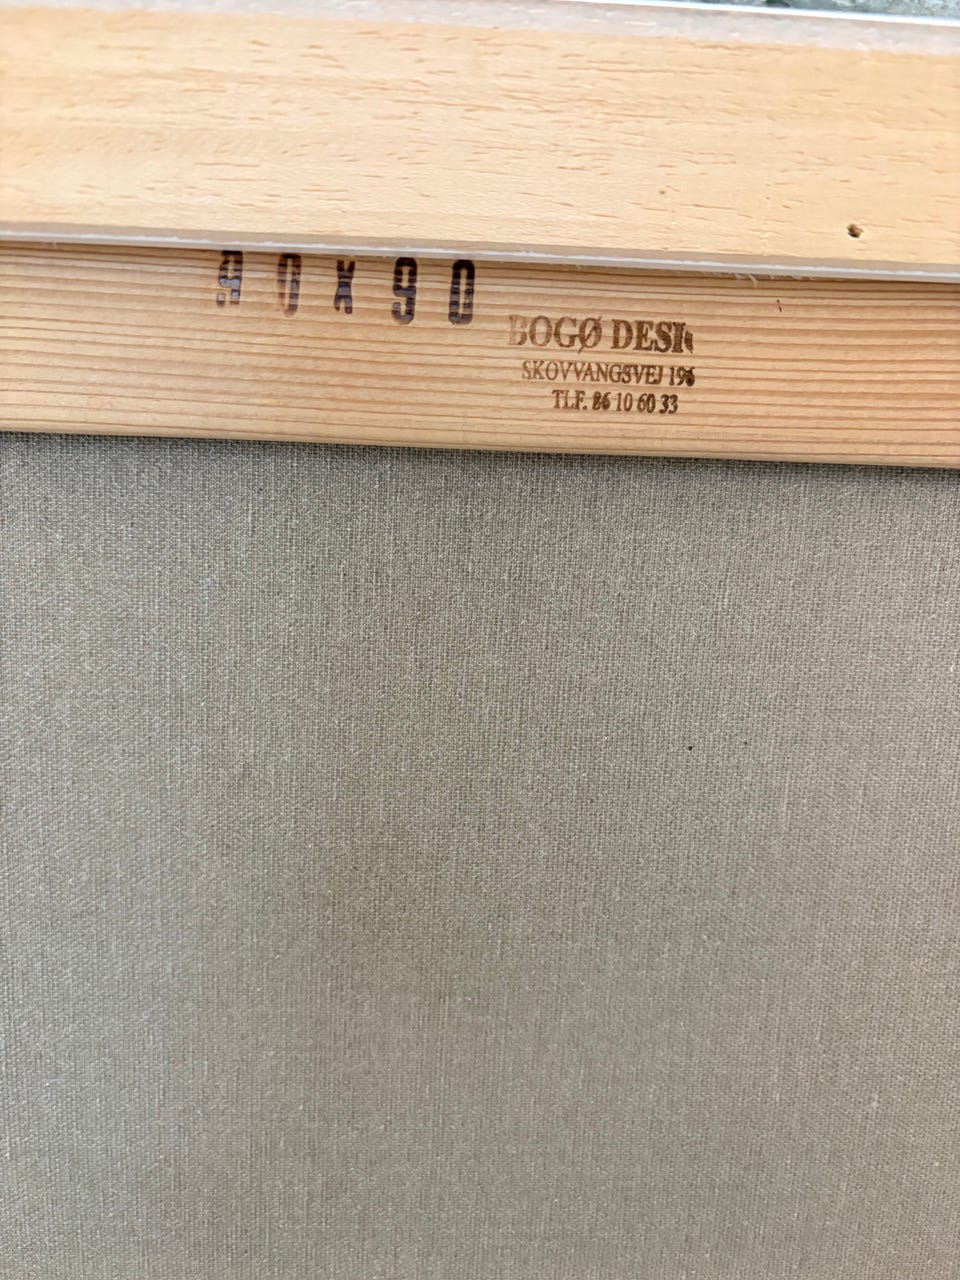 90X90
BOGØ DESI
SKOVVANGSVEJ 196
TLF. 86 10 60 33